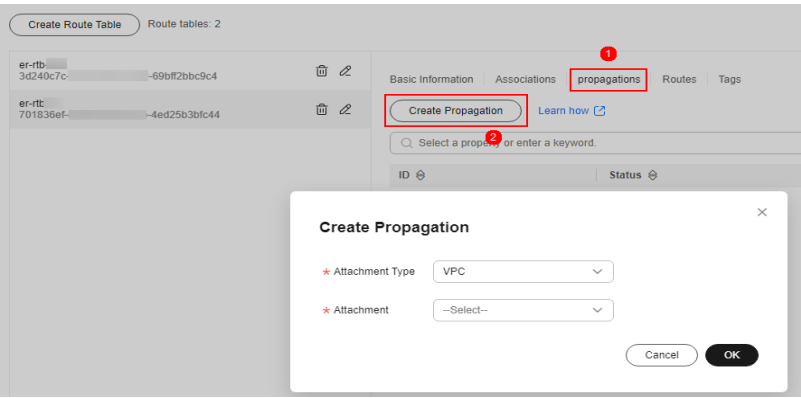 Create Route Table Route tables: 2
er-rtb-
3d240c7c- -69bff2bbc9c4
er-rtb
701836ef- -4ed25b3bfc44
1
Basic Information Associations propagations Routes Tags
Create Propagation Learn how
2
Select a property or enter a keyword.
ID Status
Create Propagation
* Attachment Type VPC
* Attachment --Select--
Cancel OK